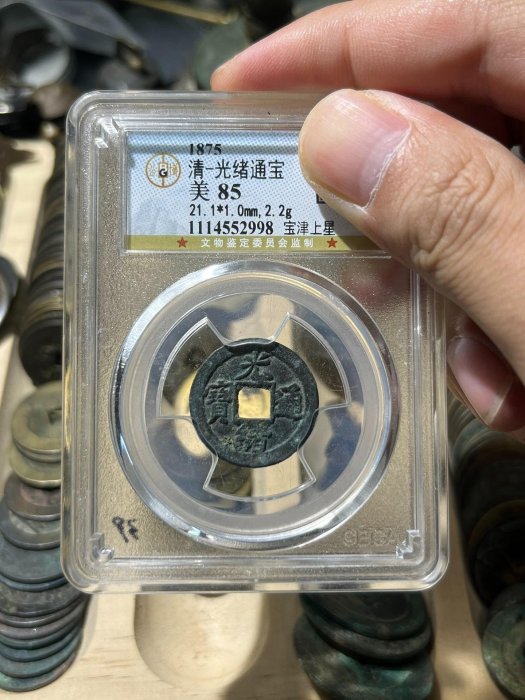 1875
清-光绪通宝
美 85
21.1*1.0mm,2.2g
1114552998 宝津上星
★ 文物鉴定委员会监制 ★
光
寶 通
緒